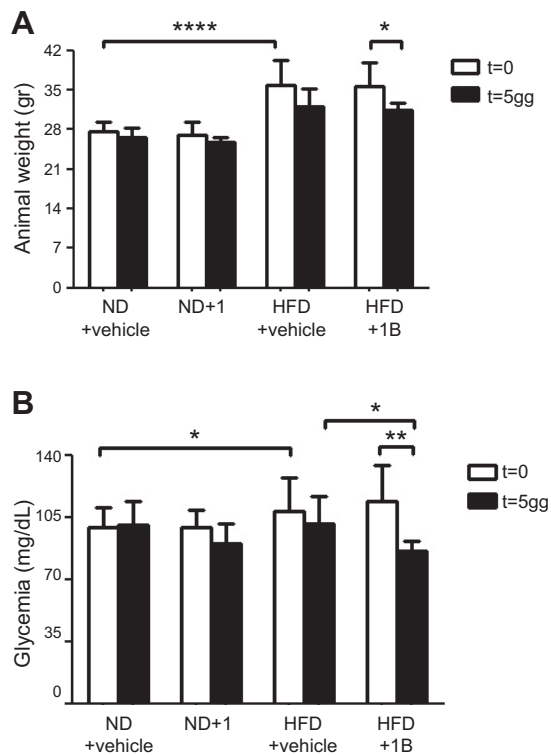 A
****
*
42
35
28
21
14
7
0
Animal weight (gr)
t=0
t=5gg
ND
+vehicle
ND+1
HFD
+vehicle
HFD
+1B
B
*
*
**
140
105
70
35
0
Glycemia (mg/dL)
t=0
t=5gg
ND
+vehicle
ND+1
HFD
+vehicle
HFD
+1B